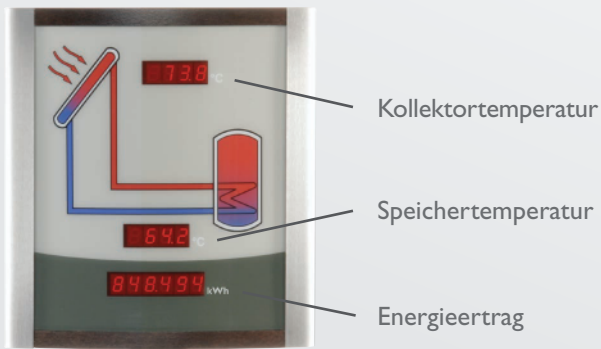 73.8 °C
Kollektortemperatur
Speichertemperatur
64.2 °C
848.494 kWh
Energieertrag